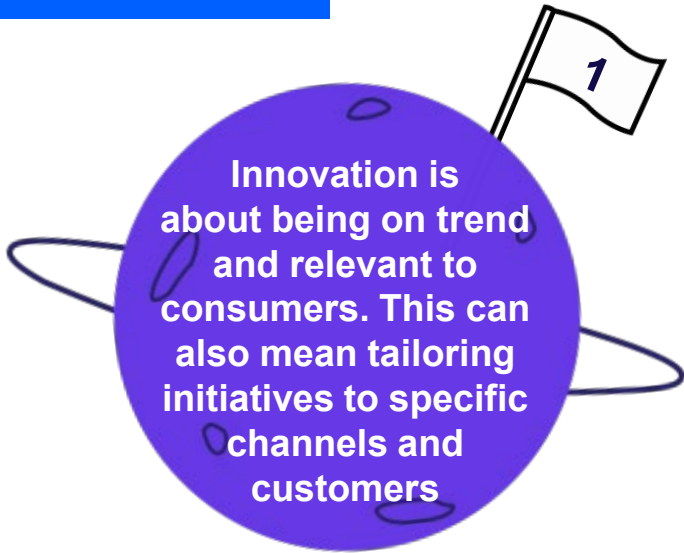 1
Innovation is
about being on trend
and relevant to
consumers. This can
also mean tailoring
initiatives to specific
channels and
customers